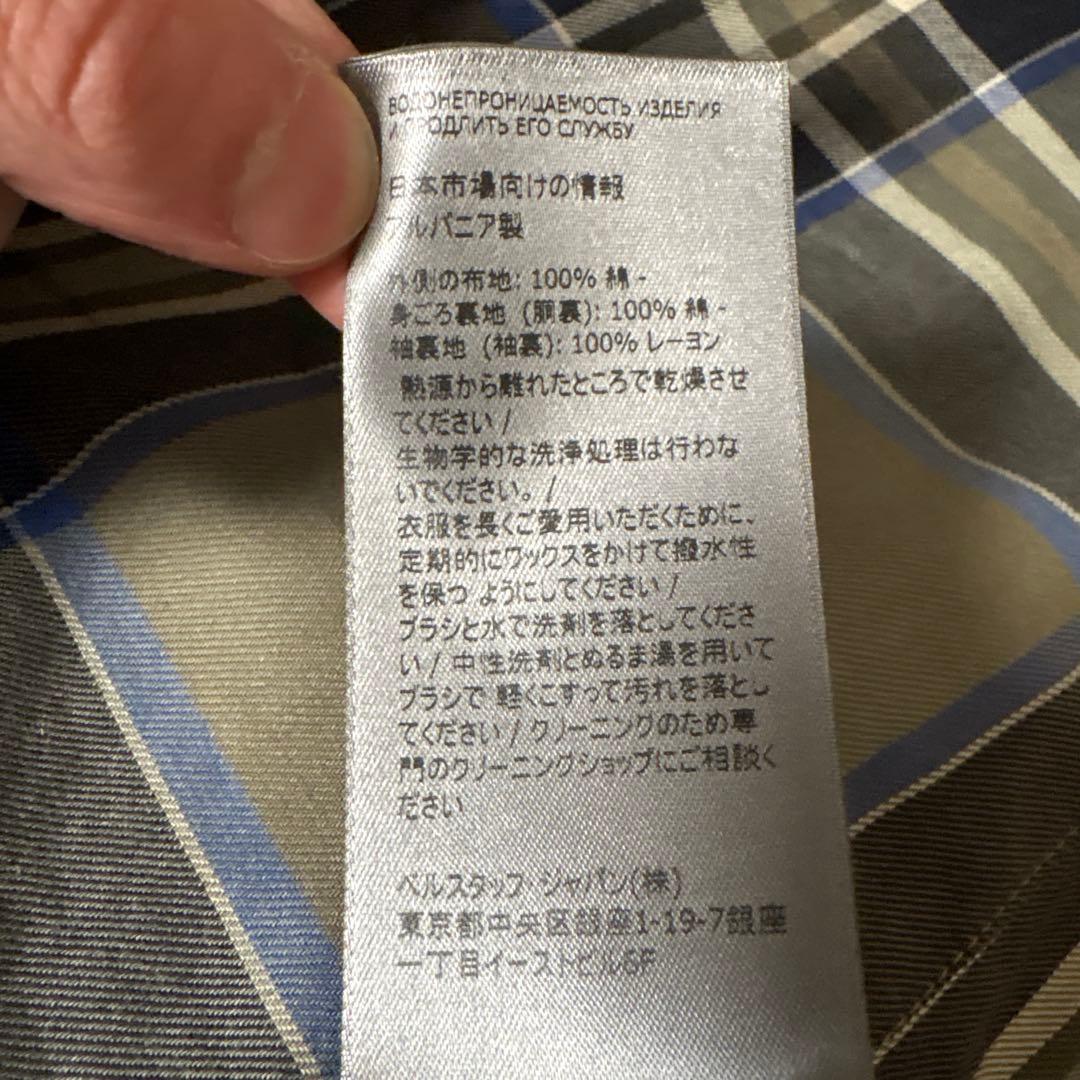 ВОДОНЕПРОНИЦАЕМОСТЬ ИЗДЕЛИЯ
И ПРОДЛИТЬ ЕГО СЛУЖБУ
日本市場向けの情報
ルバニア製
外側の布地: 100% 綿 -
身ごろ裏地 (胴裏): 100% 綿 -
袖裏地 (袖裏): 100% レーヨン
熱源から離れたところで乾燥させ
てください /
生物学的な洗浄処理は行わな
いでください。 /
衣服を長くご愛用いただくために、
定期的にワックスをかけて撥水性
を保つ ようにしてください /
ブラシと水で洗剤を落としてくださ
い / 中性洗剤とぬるま湯を用いて
ブラシで 軽くこすって汚れを落とし
てください / クリーニングのため専
門のクリーニングショップにご相談く
ださい
ベルスタッフ ジャパン(株)
東京都中央区銀座1-19-7銀座
一丁目イーストビル6F